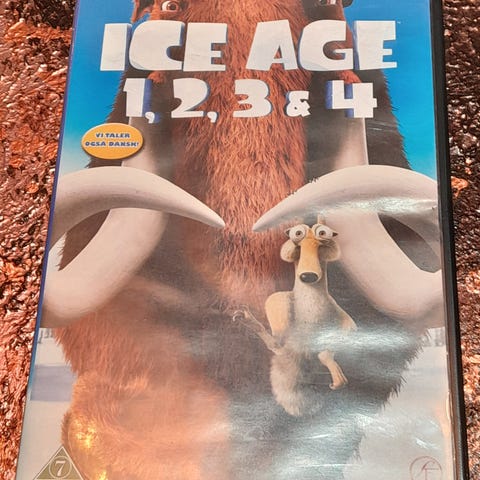 ICE AGE
1, 2, 3 & 4
VI TALER
OGSÅ DANSK!
7